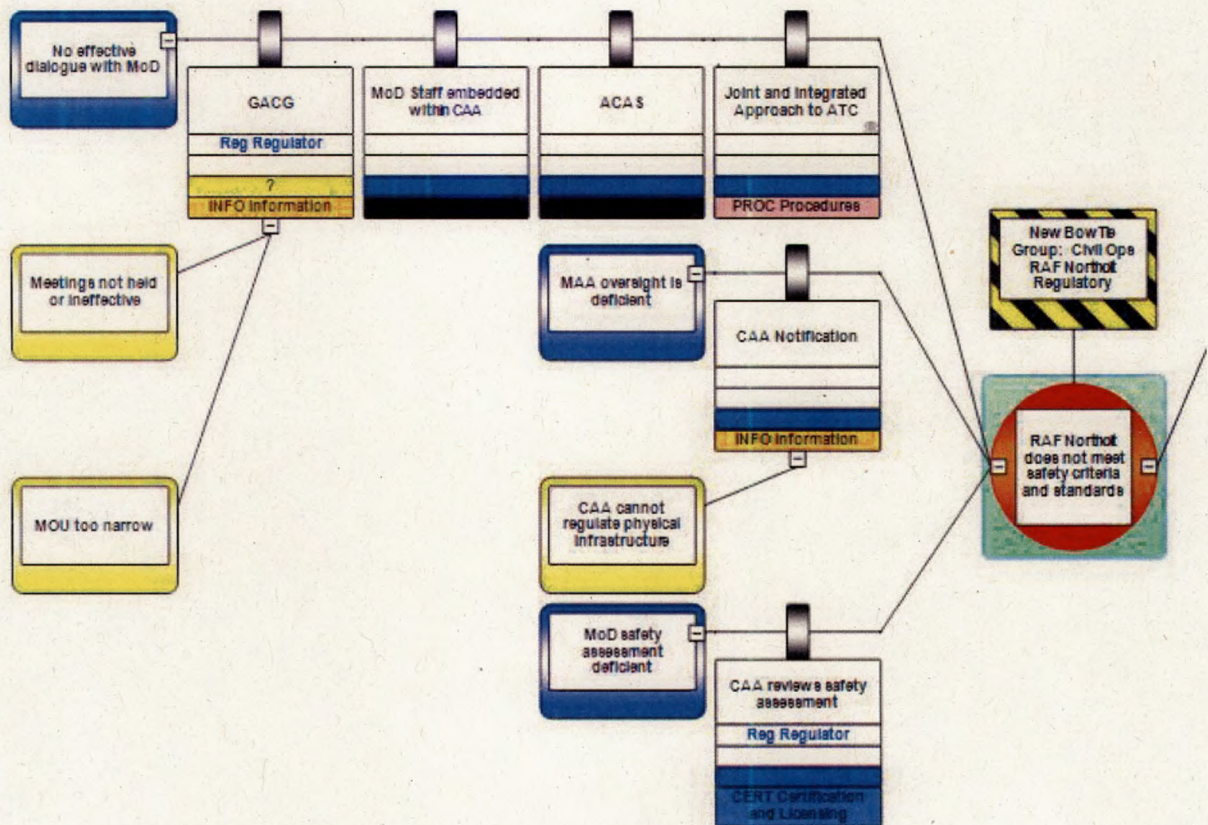 No effective
dialogue with MoD
GACG
Reg Regulator
?
INFO Information
MoD Staff embedded
within CAA
ACAS
Joint and Integrated
Approach to ATC
PROC Procedures
Meetings not held
or ineffective
MAA oversight is
deficient
CAA Notification
INFO Information
New BowTie
Group: Civil Ops
RAF Northolt
Regulatory
RAF Northolt
does not meet
safety criteria
and standards
MOU too narrow
CAA cannot
regulate physical
infrastructure
MoD safety
assessment
deficient
CAA reviews safety
assessment
Reg Regulator
CERT Certification
and Licensing